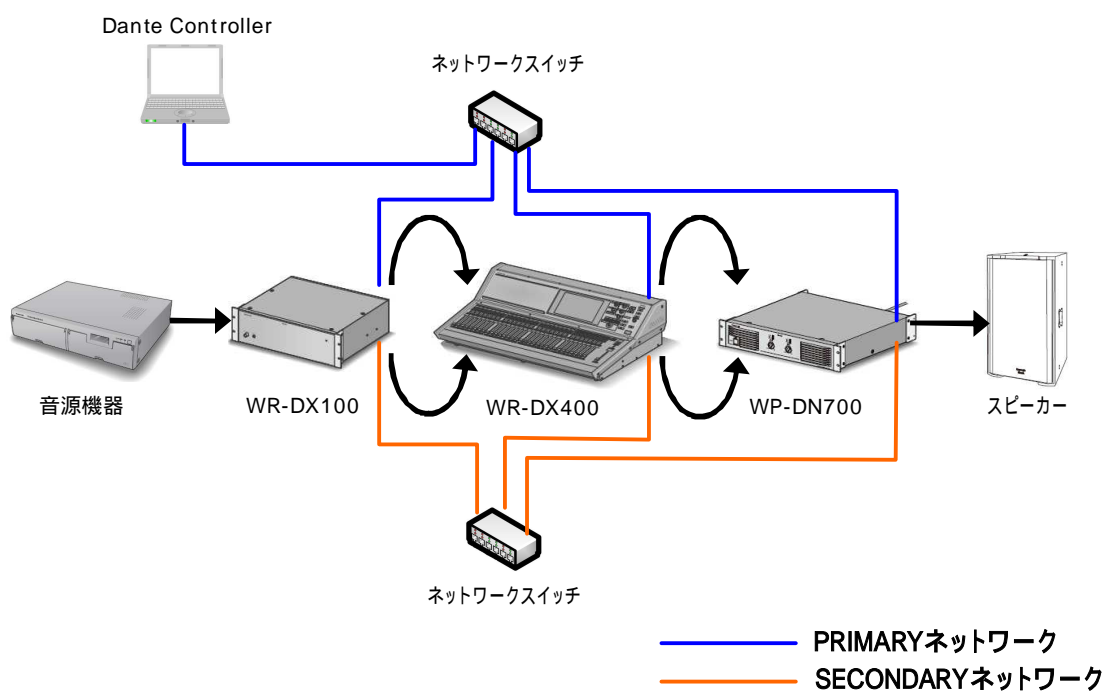 Dante Controller
ネットワークスイッチ
音源機器
WR-DX100
WR-DX400
WP-DN700
スピーカー
ネットワークスイッチ
PRIMARYネットワーク
SECONDARYネットワーク